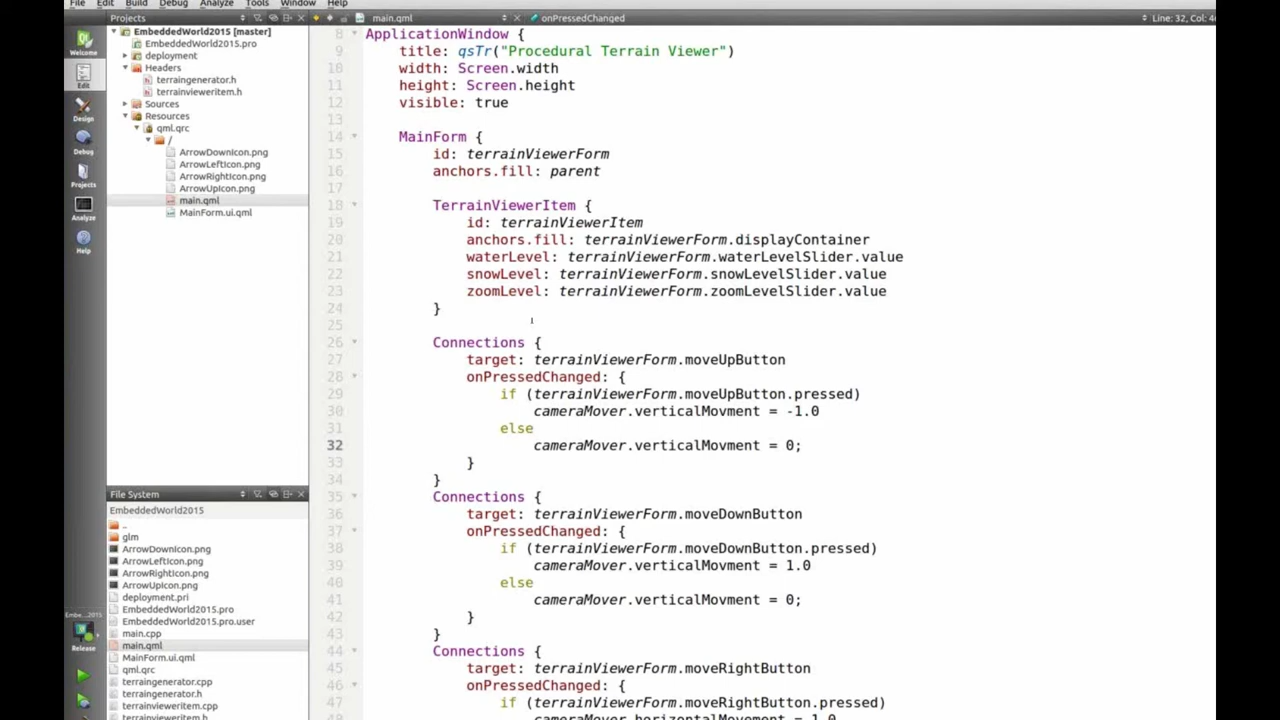 File Edit Build Debug Analyze Tools Window Help
Projects
main.qml
onPressedChanged
Line: 32, Col: 4
Welcome
Edit
Design
Debug
Projects
Analyze
Help
EmbeddedWorld2015 [master]
EmbeddedWorld2015.pro
deployment
Headers
terraingenerator.h
terrainvieweritem.h
Sources
Resources
qml.qrc
/
ArrowDownIcon.png
ArrowLeftIcon.png
ArrowRightIcon.png
ArrowUpIcon.png
main.qml
MainForm.ui.qml
File System
EmbeddedWorld2015
..
glm
ArrowDownIcon.png
ArrowLeftIcon.png
ArrowRightIcon.png
ArrowUpIcon.png
deployment.pri
EmbeddedWorld2015.pro
EmbeddedWorld2015.pro.user
main.cpp
main.qml
MainForm.ui.qml
qml.qrc
terraingenerator.cpp
terraingenerator.h
terrainvieweritem.cpp
terrainvieweritem.h
Embe...2015
Release
8 ApplicationWindow {
9 title: qsTr("Procedural Terrain Viewer")
10 width: Screen.width
11 height: Screen.height
12 visible: true
13
14 MainForm {
15 id: terrainViewerForm
16 anchors.fill: parent
17
18 TerrainViewerItem {
19 id: terrainViewerItem
20 anchors.fill: terrainViewerForm.displayContainer
21 waterLevel: terrainViewerForm.waterLevelSlider.value
22 snowLevel: terrainViewerForm.snowLevelSlider.value
23 zoomLevel: terrainViewerForm.zoomLevelSlider.value
24 }
25
26 Connections {
27 target: terrainViewerForm.moveUpButton
28 onPressedChanged: {
29 if (terrainViewerForm.moveUpButton.pressed)
30 cameraMover.verticalMovment = -1.0
31 else
32 cameraMover.verticalMovment = 0;
33 }
34 }
35 Connections {
36 target: terrainViewerForm.moveDownButton
37 onPressedChanged: {
38 if (terrainViewerForm.moveDownButton.pressed)
39 cameraMover.verticalMovment = 1.0
40 else
41 cameraMover.verticalMovment = 0;
42 }
43 }
44 Connections {
45 target: terrainViewerForm.moveRightButton
46 onPressedChanged: {
47 if (terrainViewerForm.moveRightButton.pressed)
48 cameraMover.horizontalMovment = 1.0